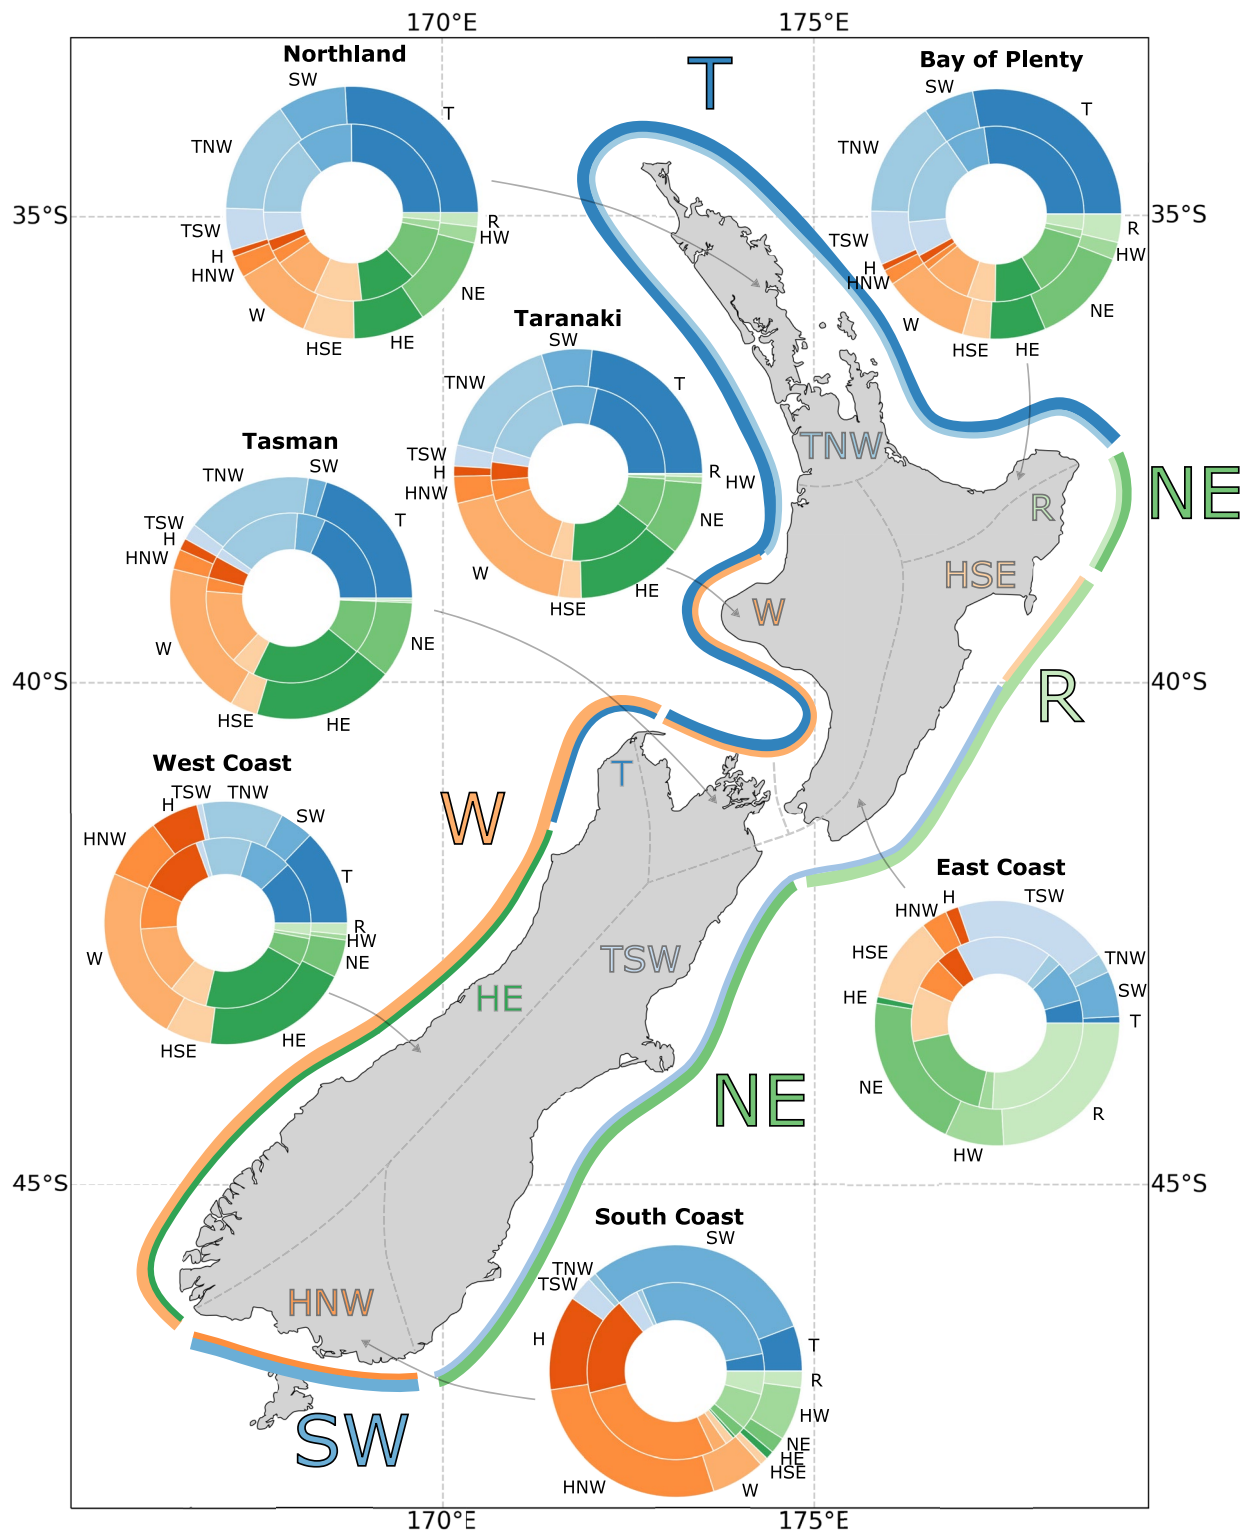 170°E
175°E
Northland
SW
T
TNW
TSW
H
HNW
W
HSE
HE
NE
HW
R
T
Bay of Plenty
SW
T
TNW
TSW
H
HNW
W
HSE
HE
NE
HW
R
35°S
35°S
Taranaki
SW
T
TNW
TSW
H
HNW
W
HSE
HE
NE
HW
R
Tasman
SW
TNW
T
TSW
H
HNW
W
HSE
HE
NE
TNW
R
HSE
W
NE
40°S
40°S
R
West Coast
TSW
TNW
H
SW
HNW
T
W
R
HW
NE
HE
HSE
T
W
East Coast
H
TSW
HNW
HSE
TNW
SW
HE
T
NE
R
HW
TSW
HE
NE
45°S
45°S
South Coast
SW
TNW
TSW
H
T
R
HW
NE
HE
HSE
HNW
W
HNW
SW
170°E
175°E